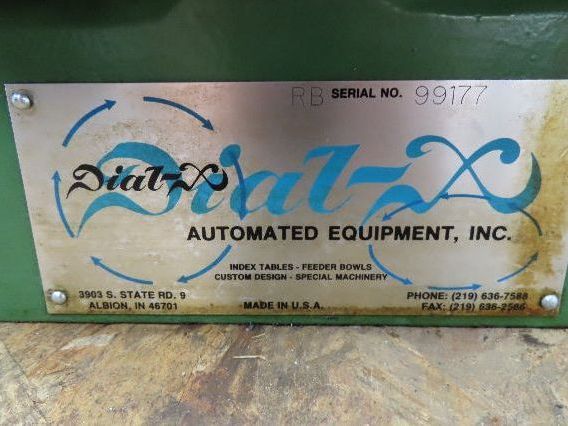 RB SERIAL NO. 99177
Dial-X
Dial-X
AUTOMATED EQUIPMENT, INC.
INDEX TABLES - FEEDER BOWLS
CUSTOM DESIGN - SPECIAL MACHINERY
3903 S. STATE RD. 9
ALBION, IN 46701
MADE IN U.S.A.
PHONE: (219) 636-7588
FAX: (219) 636-2586